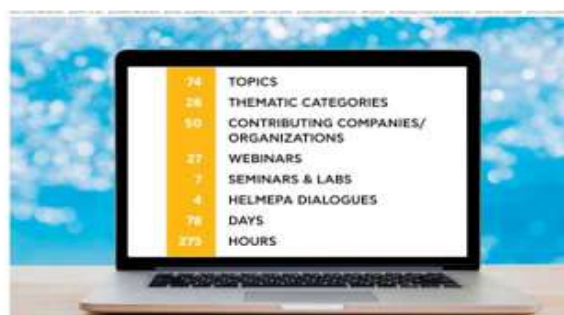 74 TOPICS
26 THEMATIC CATEGORIES
50 CONTRIBUTING COMPANIES/
ORGANIZATIONS
27 WEBINARS
7 SEMINARS & LABS
4 HELMEPA DIALOGUES
78 DAYS
275 HOURS